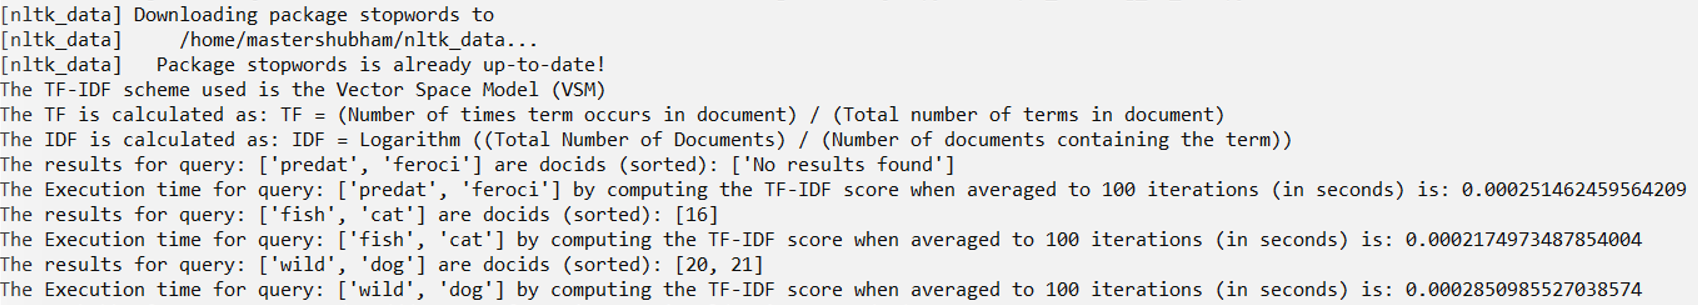 [nltk_data] Downloading package stopwords to
[nltk_data]     /home/mastershubham/nltk_data...
[nltk_data]   Package stopwords is already up-to-date!
The TF-IDF scheme used is the Vector Space Model (VSM)
The TF is calculated as: TF = (Number of times term occurs in document) / (Total number of terms in document)
The IDF is calculated as: IDF = Logarithm ((Total Number of Documents) / (Number of documents containing the term))
The results for query: ['predat', 'feroci'] are docids (sorted): ['No results found']
The Execution time for query: ['predat', 'feroci'] by computing the TF-IDF score when averaged to 100 iterations (in seconds) is: 0.000251462459564209
The results for query: ['fish', 'cat'] are docids (sorted): [16]
The Execution time for query: ['fish', 'cat'] by computing the TF-IDF score when averaged to 100 iterations (in seconds) is: 0.0002174973487854004
The results for query: ['wild', 'dog'] are docids (sorted): [20, 21]
The Execution time for query: ['wild', 'dog'] by computing the TF-IDF score when averaged to 100 iterations (in seconds) is: 0.0002850985527038574